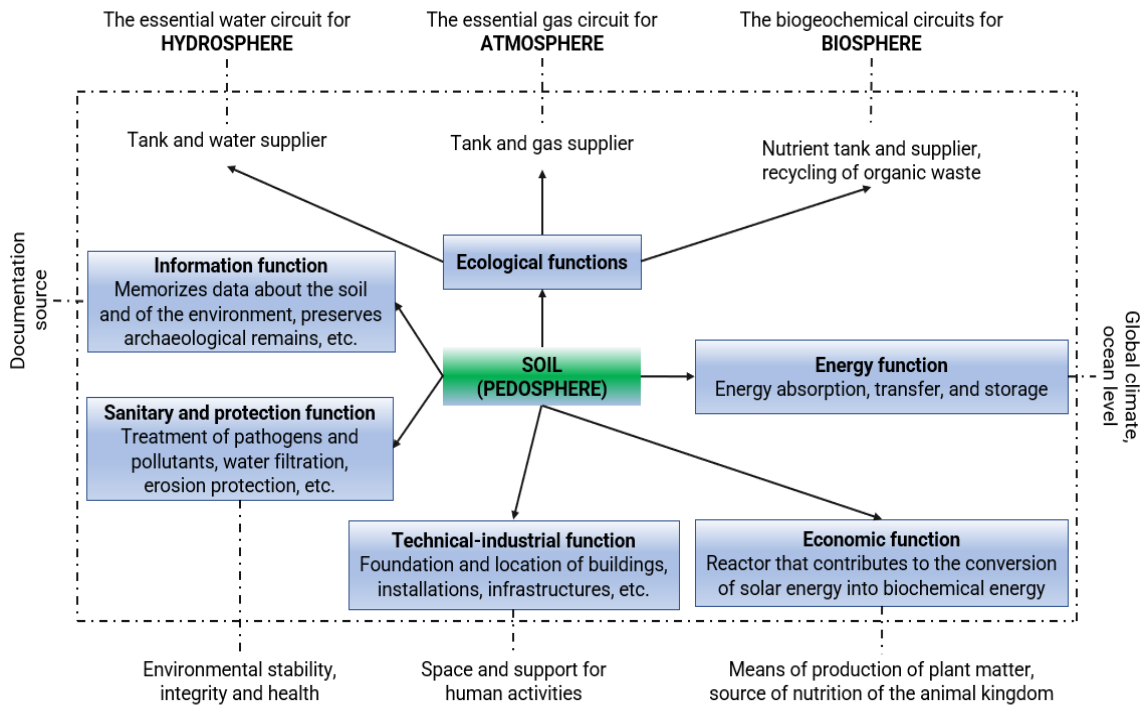 The essential water circuit for
HYDROSPHERE
The essential gas circuit for
ATMOSPHERE
The biogeochemical circuits for
BIOSPHERE
Tank and water supplier
Tank and gas supplier
Nutrient tank and supplier,
recycling of organic waste
Documentation
source
Information function
Memorizes data about the soil
and of the environment, preserves
archaeological remains, etc.
Ecological functions
SOIL
(PEDOSPHERE)
Energy function
Energy absorption, transfer, and storage
Global climate,
ocean level
Sanitary and protection function
Treatment of pathogens and
pollutants, water filtration,
erosion protection, etc.
Technical-industrial function
Foundation and location of buildings,
installations, infrastructures, etc.
Economic function
Reactor that contributes to the conversion
of solar energy into biochemical energy
Environmental stability,
integrity and health
Space and support for
human activities
Means of production of plant matter,
source of nutrition of the animal kingdom